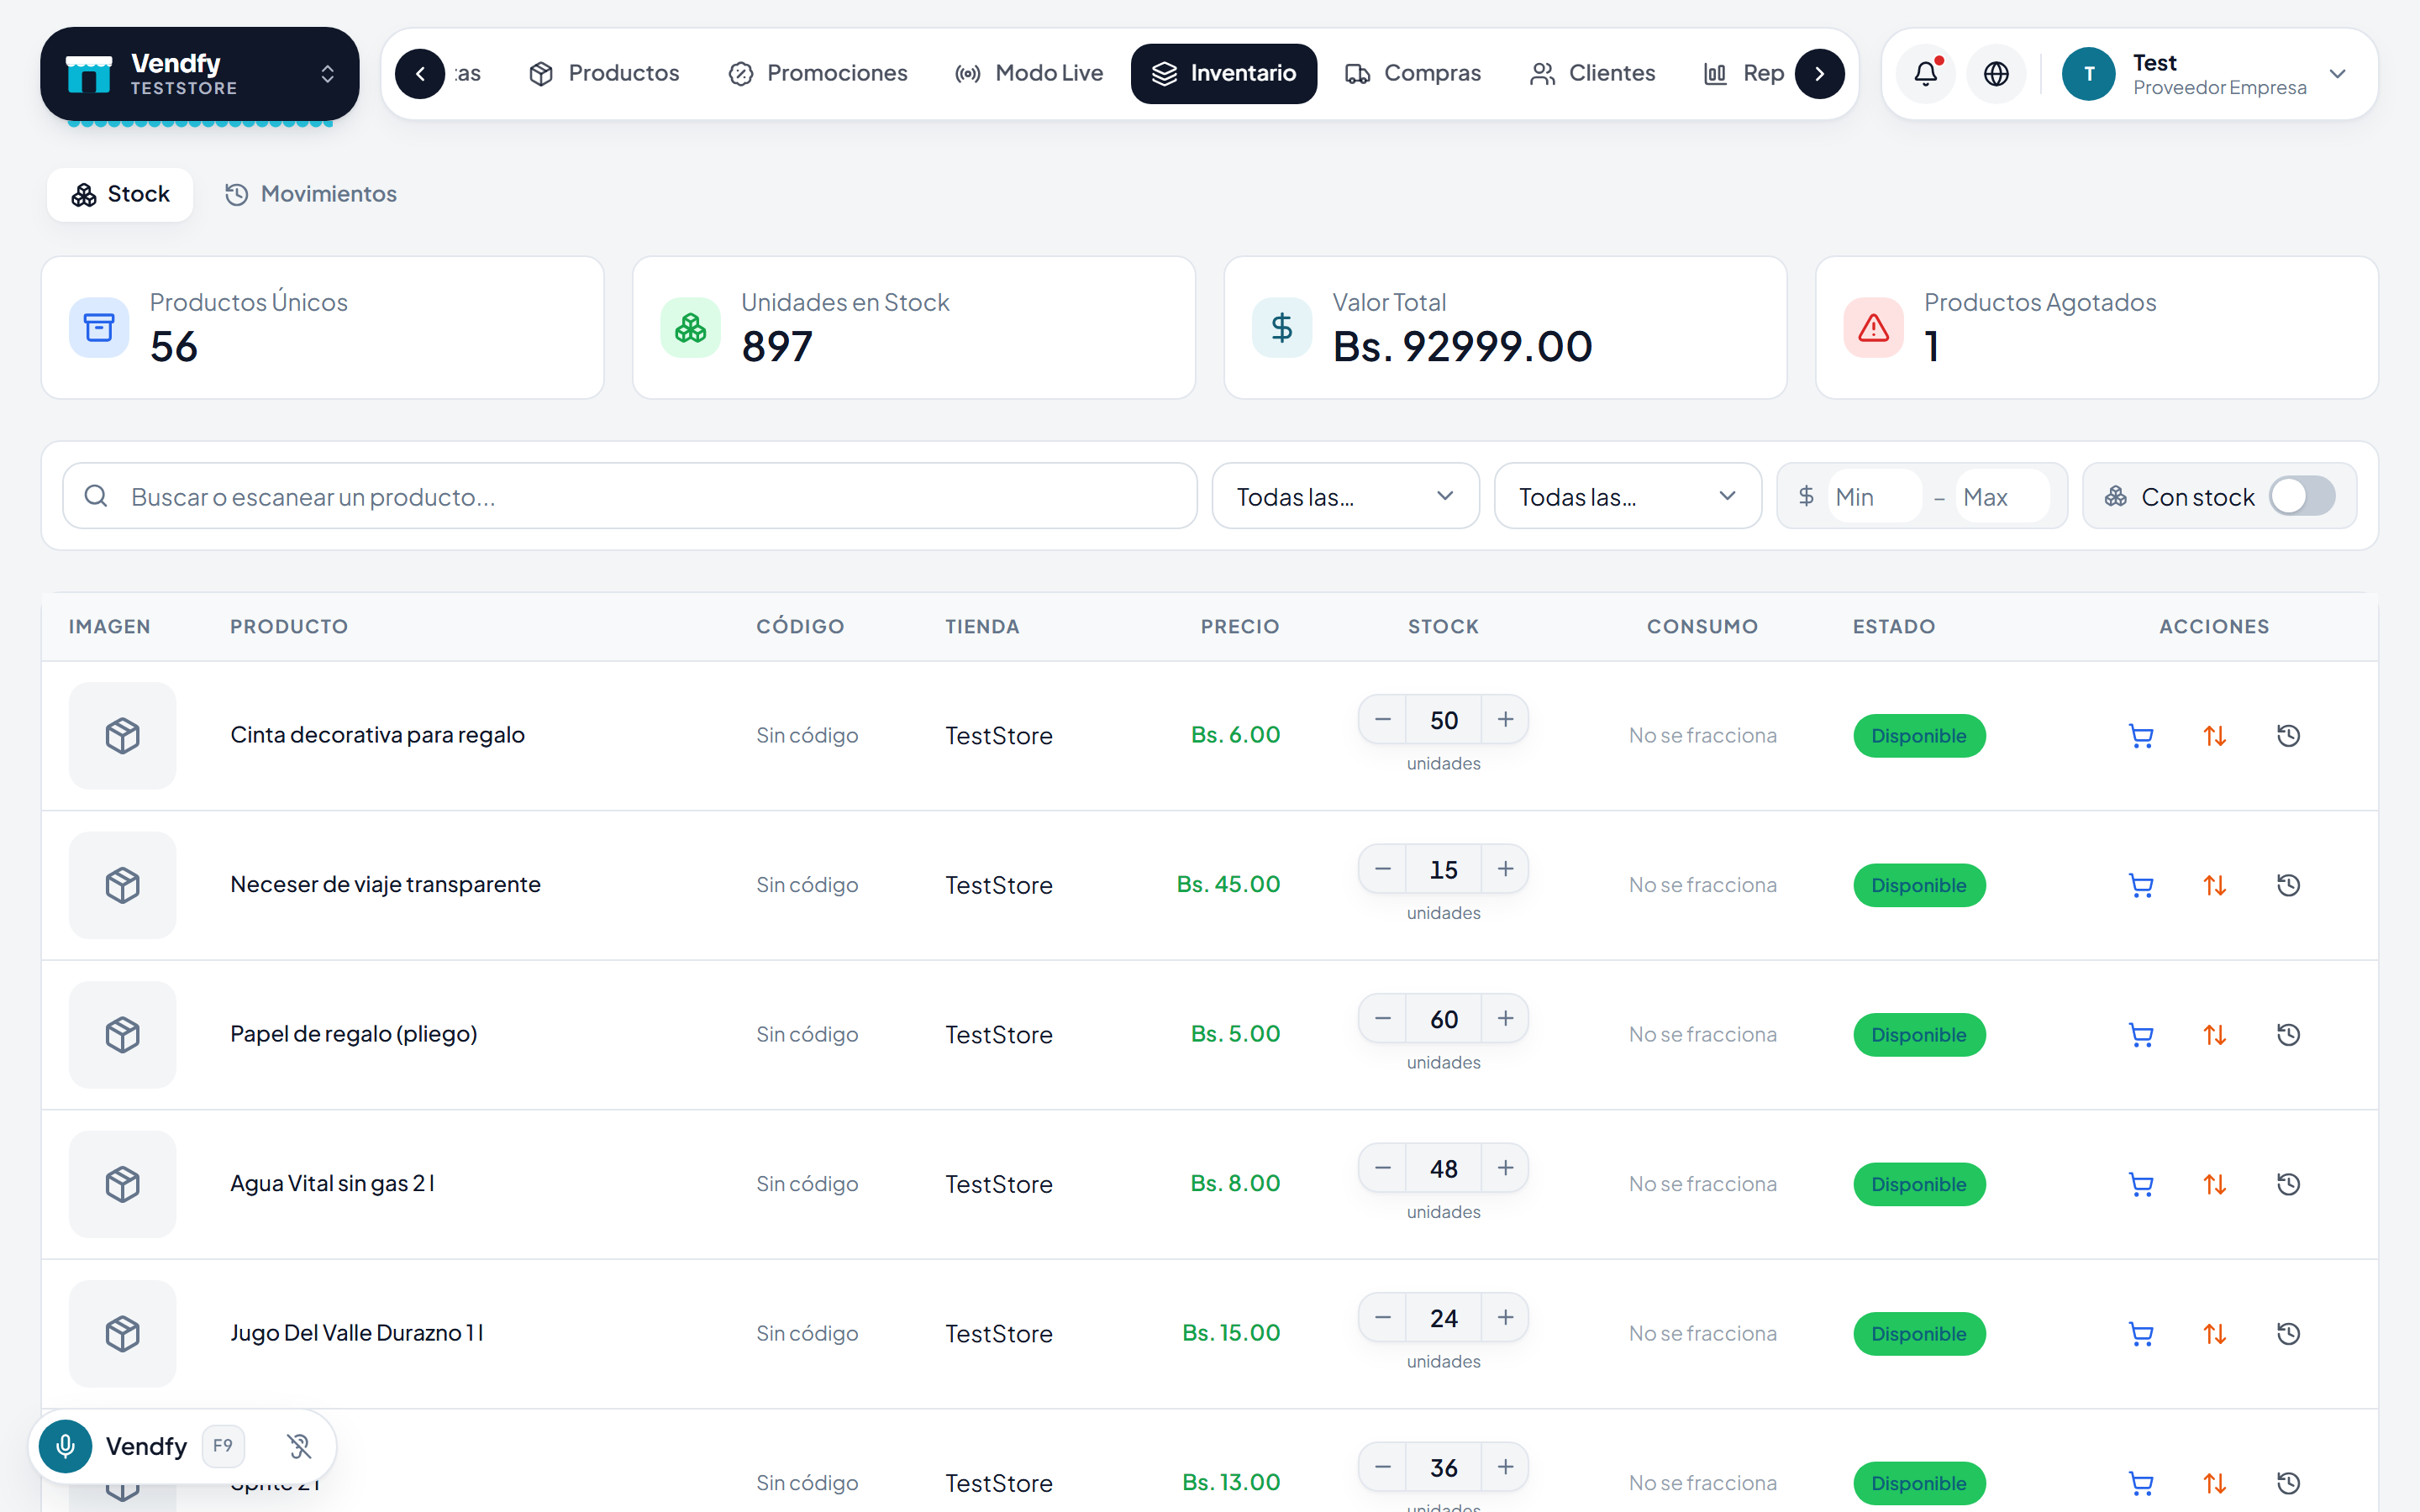 Vendfy
TESTSTORE
tas
Productos
Promociones
Modo Live
Inventario
Compras
Clientes
Rep
T
Test
Proveedor Empresa
Stock
Movimientos
Productos Únicos
56
Unidades en Stock
897
Valor Total
Bs. 92999.00
Productos Agotados
1
Buscar o escanear un producto...
Todas las...
Todas las...
Min
–
Max
Con stock
IMAGEN PRODUCTO CÓDIGO TIENDA PRECIO STOCK CONSUMO ESTADO ACCIONES
Cinta decorativa para regalo Sin código TestStore Bs. 6.00 50 No se fracciona Disponible
unidades
Neceser de viaje transparente Sin código TestStore Bs. 45.00 15 No se fracciona Disponible
unidades
Papel de regalo (pliego) Sin código TestStore Bs. 5.00 60 No se fracciona Disponible
unidades
Agua Vital sin gas 2 l Sin código TestStore Bs. 8.00 48 No se fracciona Disponible
unidades
Jugo Del Valle Durazno 1 l Sin código TestStore Bs. 15.00 24 No se fracciona Disponible
unidades
Sprite 2 l Sin código TestStore Bs. 13.00 36 No se fracciona Disponible
unidades
Vendfy F9